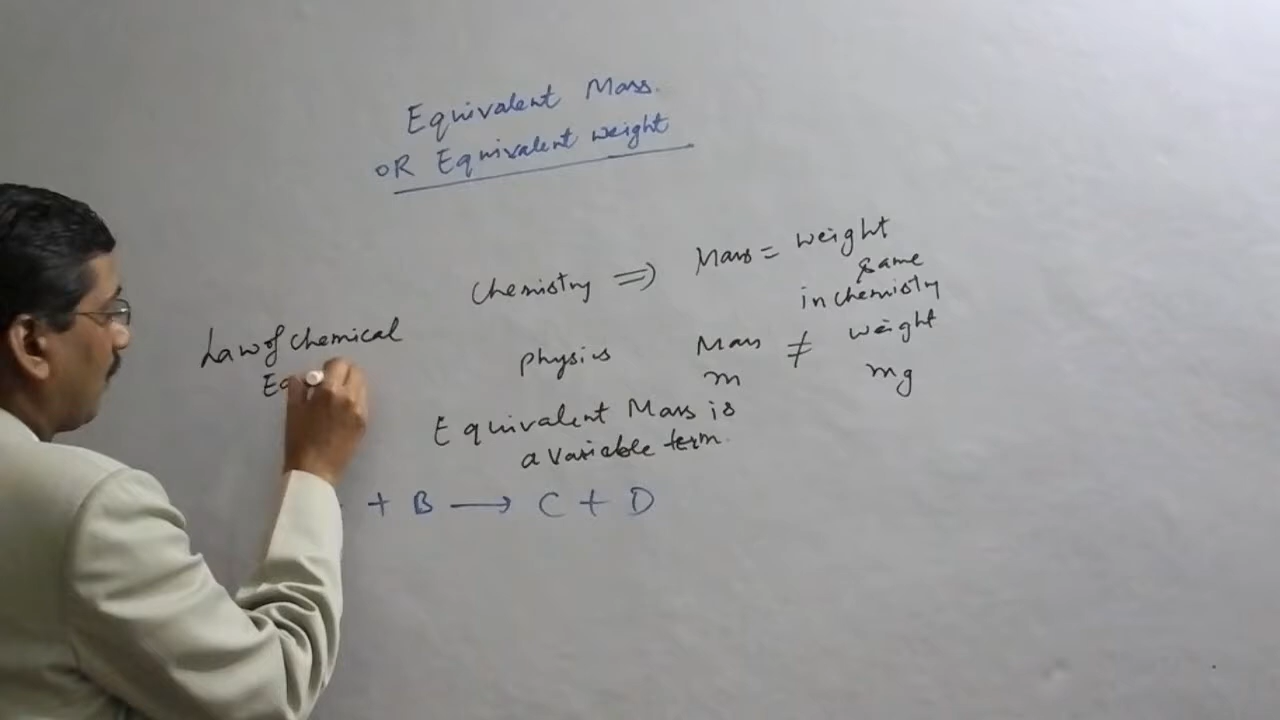 Equivalent Mass.
OR Equivalent weight
Chemistry ⇒ Mass = weight
same
in chemistry
physics Mass ≠ weight
m mg
Law of chemical
Eq
Equivalent Mass is
a variable term.
+ B ⟶ C + D